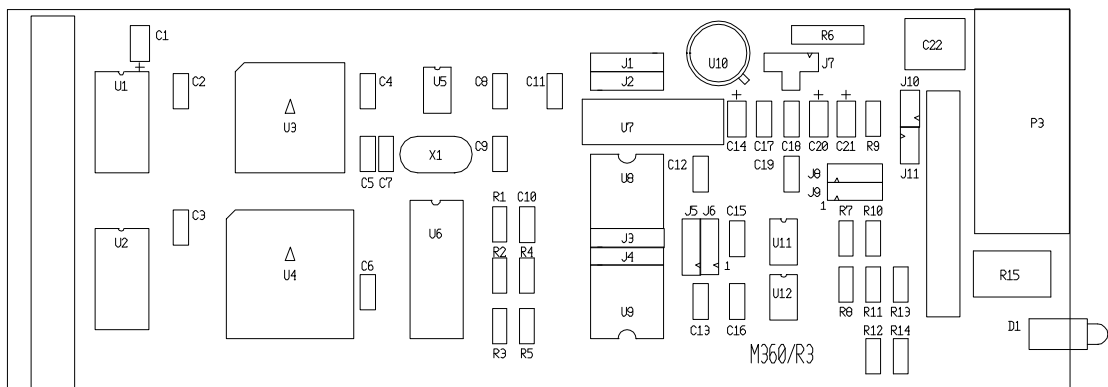 C1
R6
C22
U10
J7
J1
U1
C2
C4
U5
C8
C11
J2
J10
U3
U7
P3
X1
C9
C14
C17
C18
C20
C21
R9
C5
C7
C12
C19
U8
J8
J11
J9
R1
C10
1
C3
J5
J6
C15
R7
R10
U2
U6
J3
U11
R2
R4
U4
J4
1
C6
R15
U12
U9
R8
R11
R13
C13
C16
D1
R3
R5
R12
R14
M360/R3